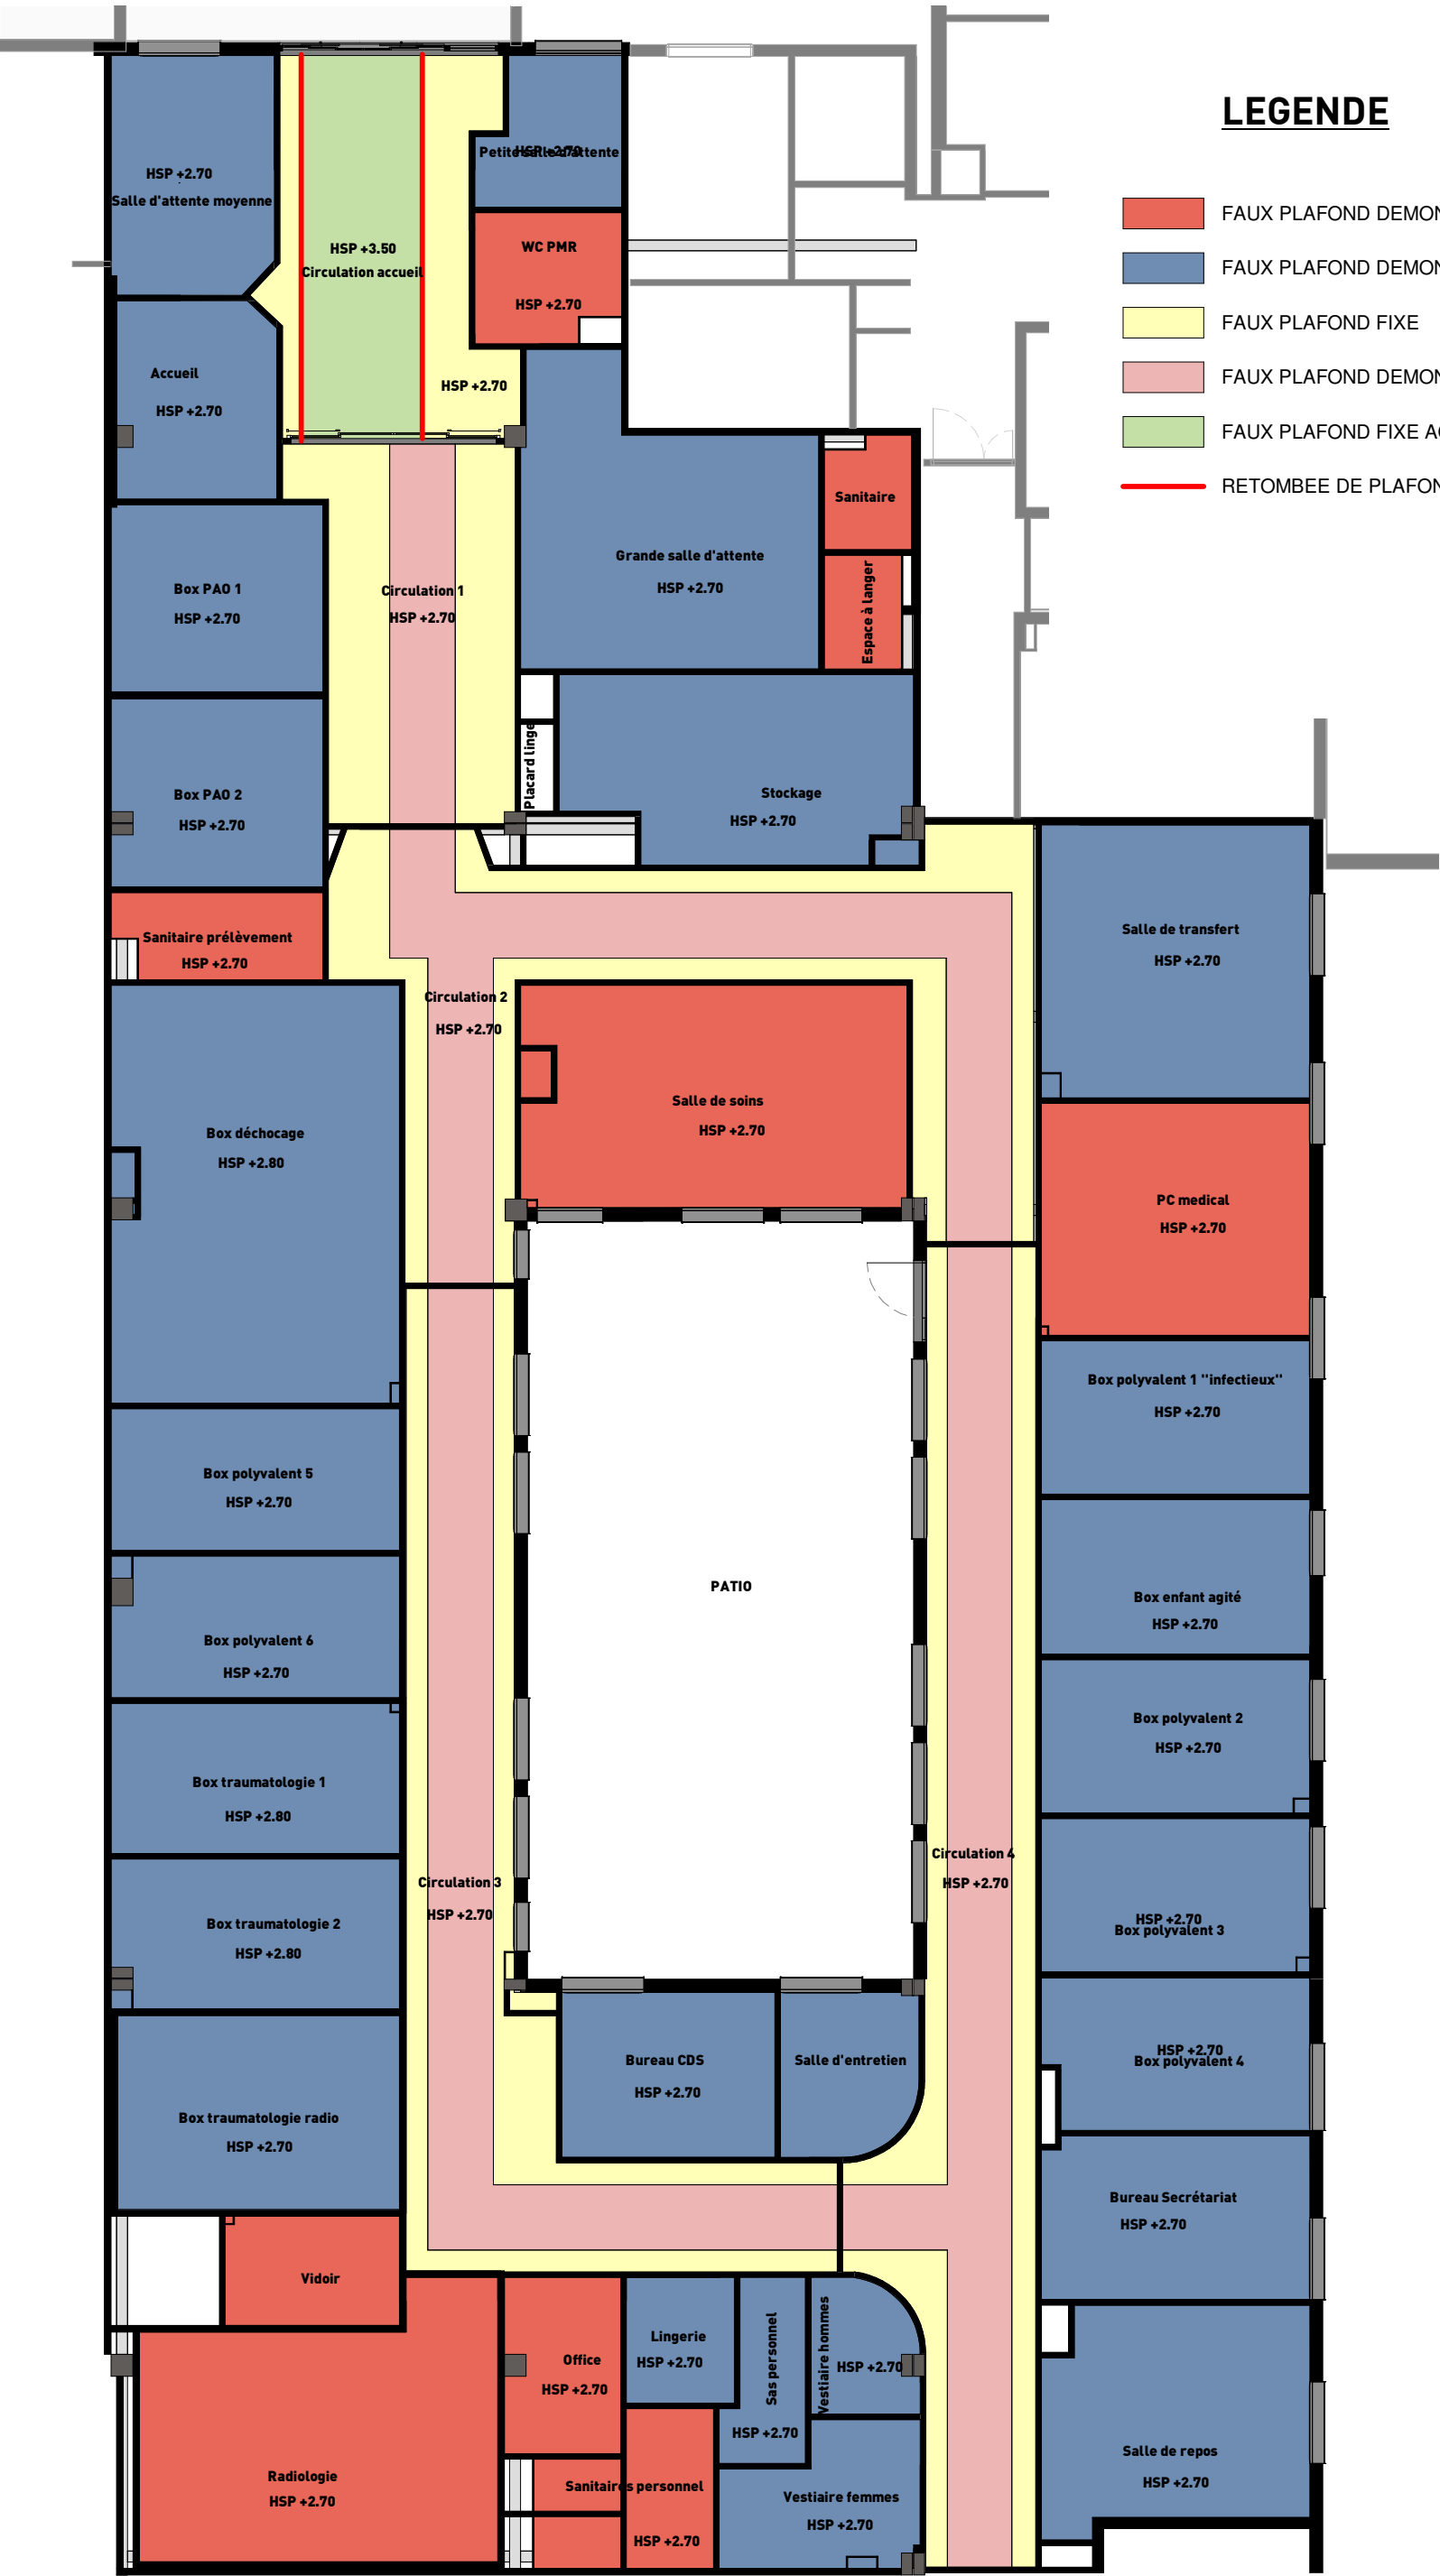 LEGENDE
FAUX PLAFOND DEMON
FAUX PLAFOND DEMON
FAUX PLAFOND FIXE
FAUX PLAFOND DEMON
FAUX PLAFOND FIXE AC
RETOMBEE DE PLAFON
HSP +2.70
Salle d'attente moyenne
HSP +2.70
Petite salle d'attente
WC PMR
HSP +2.70
HSP +3.50
Circulation accueil
HSP +2.70
Accueil
HSP +2.70
Sanitaire
Grande salle d'attente
HSP +2.70
Espace à langer
Box PAO 1
HSP +2.70
Circulation 1
HSP +2.70
Placard linge
Stockage
HSP +2.70
Box PAO 2
HSP +2.70
Sanitaire prélèvement
HSP +2.70
Salle de transfert
HSP +2.70
Circulation 2
HSP +2.70
Salle de soins
HSP +2.70
Box déchocage
HSP +2.80
PC medical
HSP +2.70
Box polyvalent 1 "infectieux"
HSP +2.70
Box polyvalent 5
HSP +2.70
PATIO
Box enfant agité
HSP +2.70
Box polyvalent 6
HSP +2.70
Box polyvalent 2
HSP +2.70
Box traumatologie 1
HSP +2.80
Circulation 3
HSP +2.70
Circulation 4
HSP +2.70
HSP +2.70
Box polyvalent 3
Box traumatologie 2
HSP +2.80
Bureau CDS
HSP +2.70
Salle d'entretien
HSP +2.70
Box polyvalent 4
Box traumatologie radio
HSP +2.70
Bureau Secrétariat
HSP +2.70
Vidoir
Lingerie
HSP +2.70
Sas personnel
HSP +2.70
Vestiaire hommes
HSP +2.70
Office
HSP +2.70
Salle de repos
HSP +2.70
Radiologie
HSP +2.70
Sanitaires personnel
HSP +2.70
Vestiaire femmes
HSP +2.70